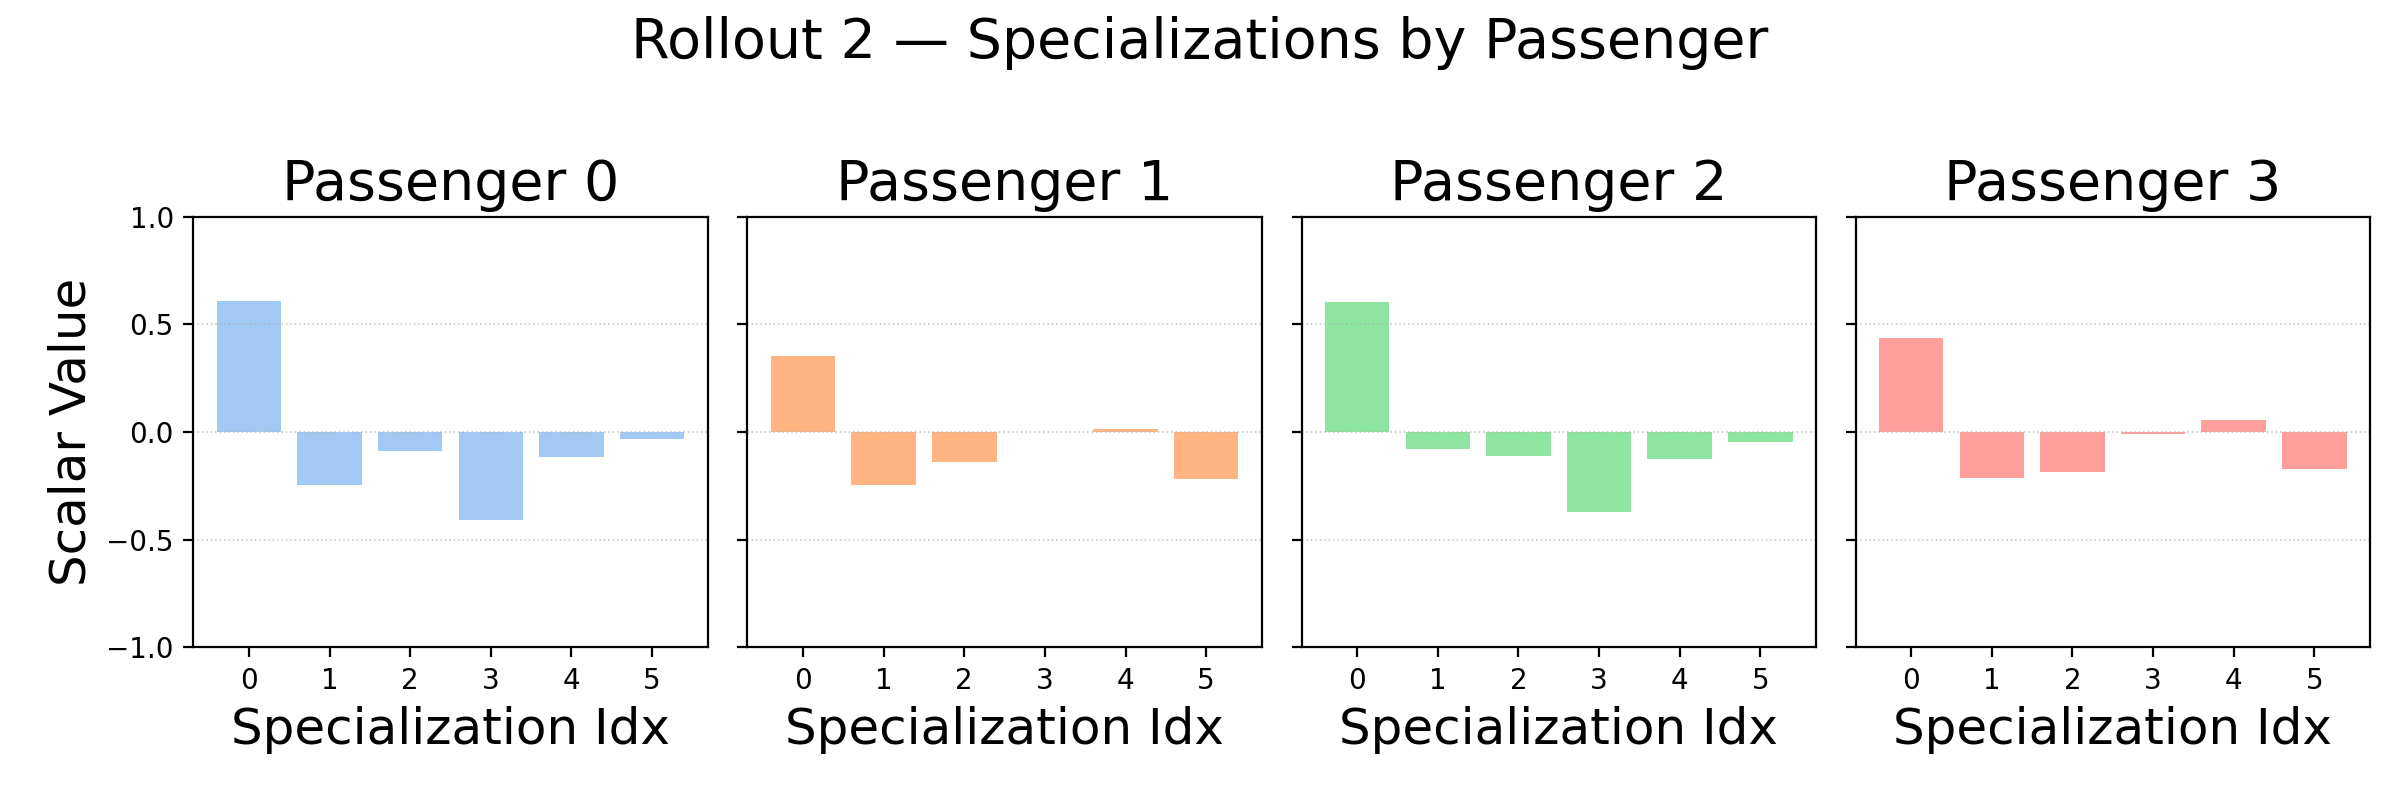 Rollout 2 — Specializations by Passenger
Passenger 0
Passenger 1
Passenger 2
Passenger 3
Scalar Value
1.0
0.5
0.0
−0.5
−1.0
0 1 2 3 4 5
0 1 2 3 4 5
0 1 2 3 4 5
0 1 2 3 4 5
Specialization Idx
Specialization Idx
Specialization Idx
Specialization Idx